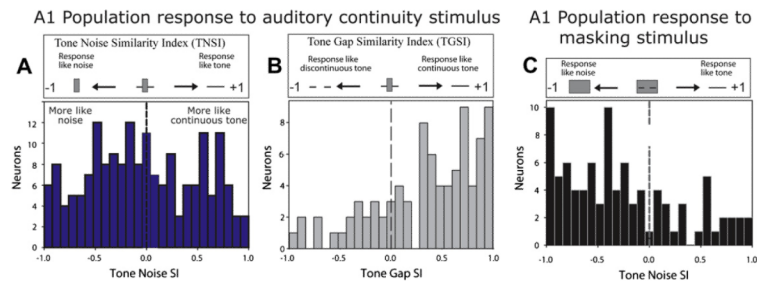 A1 Population response to auditory continuity stimulus
A1 Population response to
masking stimulus
A
Tone Noise Similarity Index (TNSI)
Response
like noise
Response
like tone
-1
+1
More like
noise
More like
continuous tone
Neurons
12
10
8
6
4
2
0
-1.0
-0.5
0.0
0.5
1.0
Tone Noise SI
B
Tone Gap Similarity Index (TGSI)
Response like
discontinuous tone
Response like
continuous tone
-1
+1
Neurons
8
6
4
2
0
-1.0
-0.5
0.0
0.5
1.0
Tone Gap SI
C
Response
like noise
Response
like tone
-1
+1
Neurons
10
8
6
4
2
0
-1.0
-0.5
0.0
0.5
1.0
Tone Noise SI